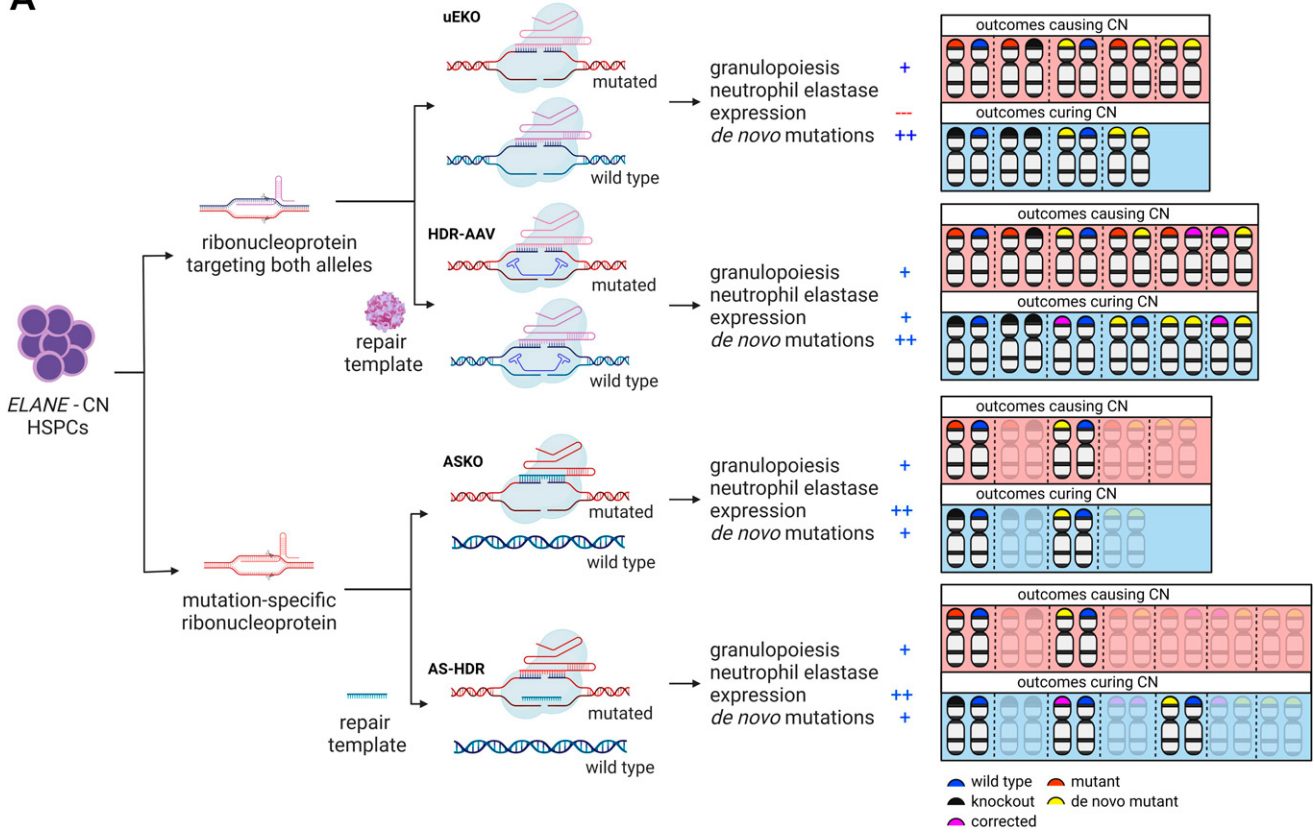 A
uEKO
mutated
wild type
granulopoiesis +
neutrophil elastase
expression ---
de novo mutations ++
outcomes causing CN
outcomes curing CN
ribonucleoprotein
targeting both alleles
HDR-AAV
mutated
wild type
repair
template
granulopoiesis +
neutrophil elastase
expression +
de novo mutations ++
outcomes causing CN
outcomes curing CN
ELANE - CN
HSPCs
ASKO
mutated
wild type
granulopoiesis +
neutrophil elastase
expression ++
de novo mutations +
outcomes causing CN
outcomes curing CN
mutation-specific
ribonucleoprotein
AS-HDR
mutated
wild type
repair
template
granulopoiesis +
neutrophil elastase
expression ++
de novo mutations +
outcomes causing CN
outcomes curing CN
wild type mutant
knockout de novo mutant
corrected